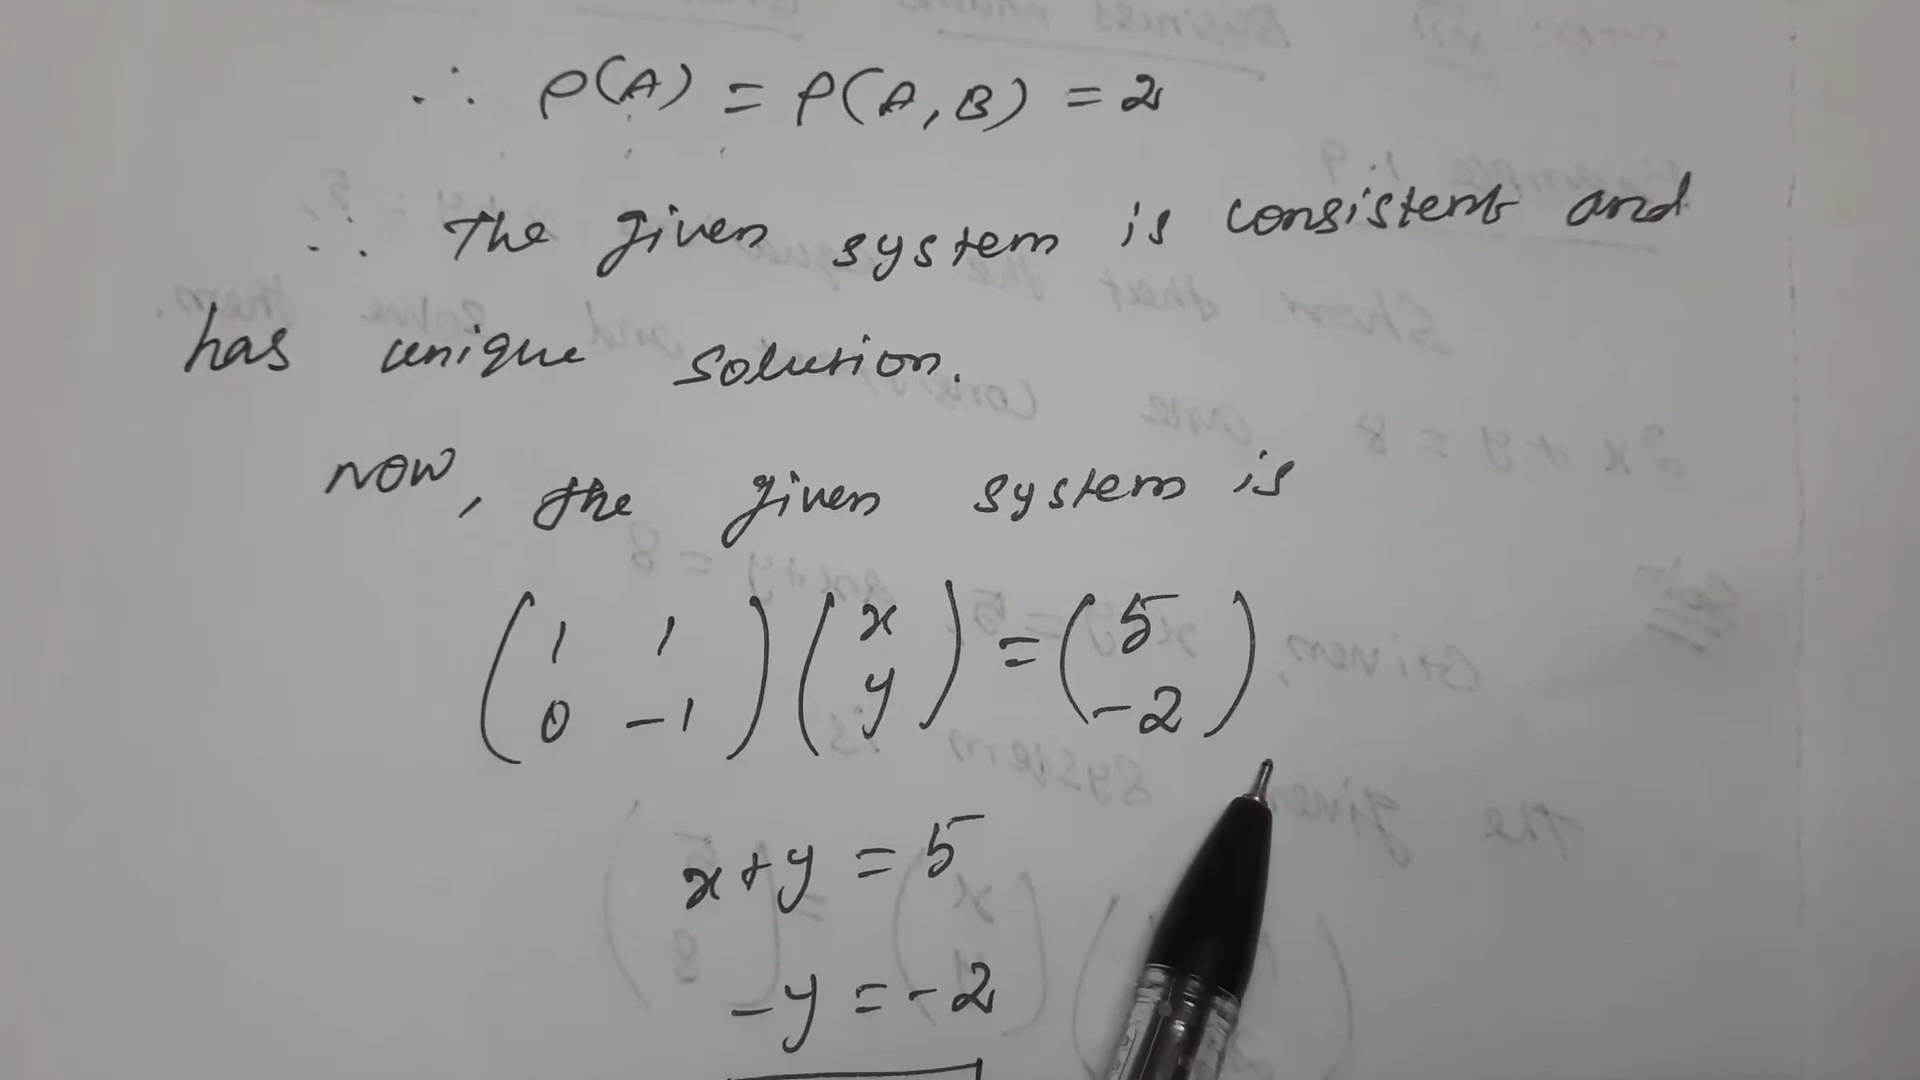 ∴ ρ(A) = ρ(A, B) = 2
∴ The given system is consistent and
has unique solution.
Now, the given system is
( 1 1 ) ( x ) = ( 5 )
( 0 -1 ) ( y ) ( -2 )
x + y = 5
-y = -2